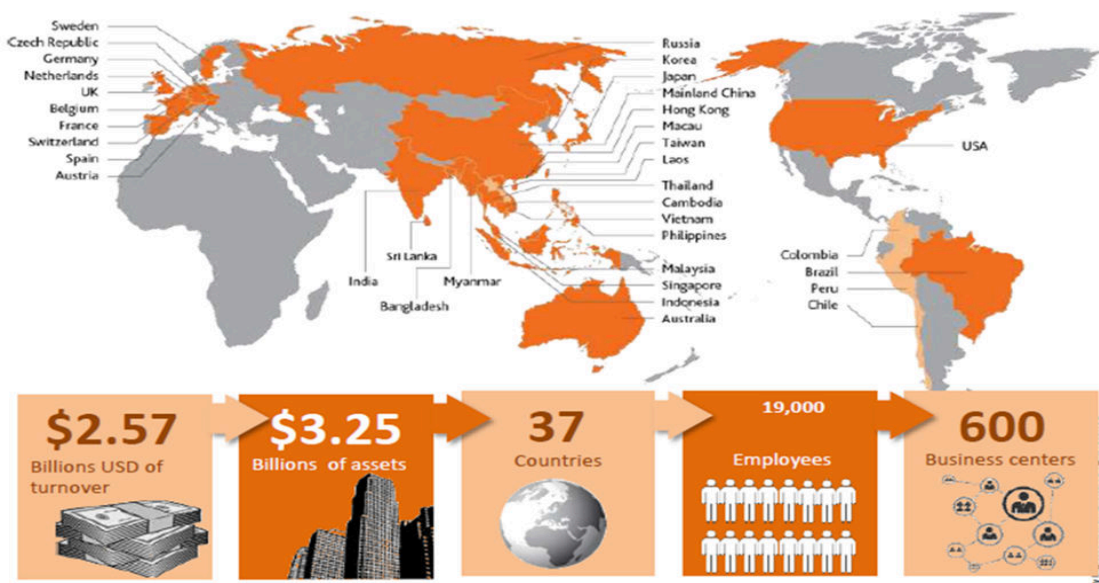 Sweden
Czech Republic
Germany
Netherlands
UK
Belgium
France
Switzerland
Spain
Austria
India
Sri Lanka
Bangladesh
Myanmar
Russia
Korea
Japan
Mainland China
Hong Kong
Macau
Taiwan
Laos
Thailand
Cambodia
Vietnam
Philippines
Malaysia
Singapore
Indonesia
Australia
USA
Colombia
Brazil
Peru
Chile
$2.57
Billions USD of
turnover
$3.25
Billions of assets
37
Countries
19,000
Employees
600
Business centers